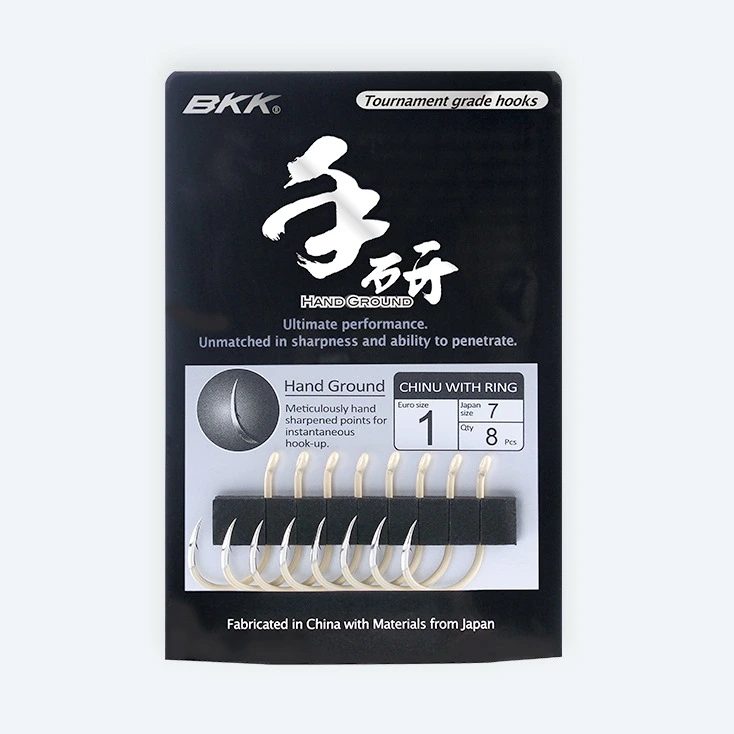 BKK®
Tournament grade hooks
手研
HAND GROUND
Ultimate performance.
Unmatched in sharpness and ability to penetrate.
Hand Ground
Meticulously hand
sharpened points for
instantaneous
hook-up.
CHINU WITH RING
Euro size
1
Japan size 7
Qty 8 Pcs
Fabricated in China with Materials from Japan